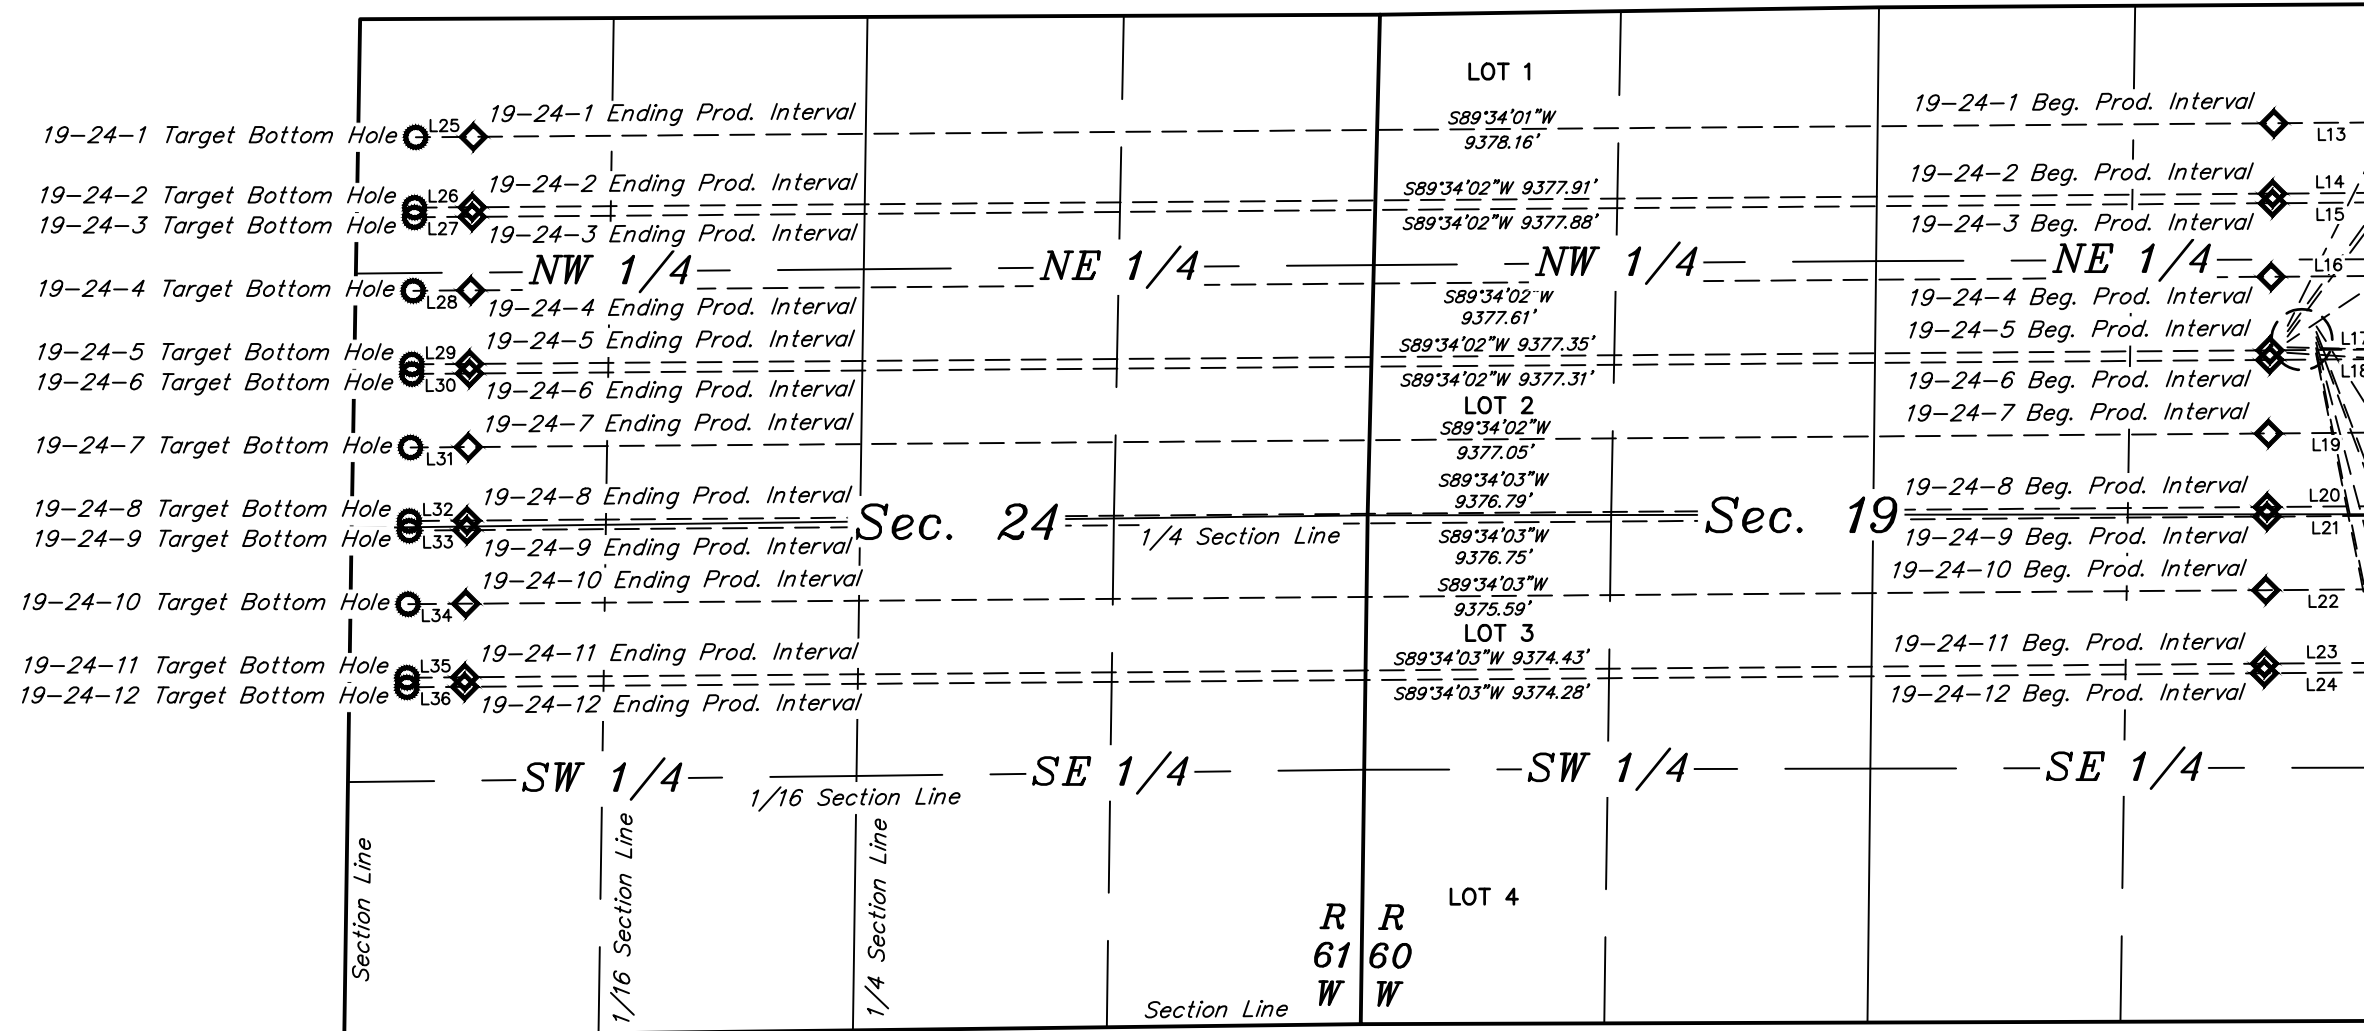 LOT 1
19-24-1 Target Bottom Hole
L25
19-24-1 Ending Prod. Interval
S89°34'01"W
9378.16'
19-24-1 Beg. Prod. Interval
L13
19-24-2 Target Bottom Hole
L26
19-24-2 Ending Prod. Interval
S89°34'02"W 9377.91'
19-24-2 Beg. Prod. Interval
L14
19-24-3 Target Bottom Hole
L27
19-24-3 Ending Prod. Interval
S89°34'02"W 9377.88'
19-24-3 Beg. Prod. Interval
L15
NW 1/4
NE 1/4
NW 1/4
NE 1/4
19-24-4 Target Bottom Hole
L28
19-24-4 Ending Prod. Interval
S89°34'02"W
9377.61'
19-24-4 Beg. Prod. Interval
L16
19-24-5 Target Bottom Hole
L29
19-24-5 Ending Prod. Interval
S89°34'02"W 9377.35'
19-24-5 Beg. Prod. Interval
L17
19-24-6 Target Bottom Hole
L30
19-24-6 Ending Prod. Interval
S89°34'02"W 9377.31'
19-24-6 Beg. Prod. Interval
L18
LOT 2
19-24-7 Target Bottom Hole
L31
19-24-7 Ending Prod. Interval
S89°34'02"W
9377.05'
19-24-7 Beg. Prod. Interval
L19
19-24-8 Target Bottom Hole
L32
19-24-8 Ending Prod. Interval
S89°34'03"W
9376.79'
19-24-8 Beg. Prod. Interval
L20
Sec. 24
1/4 Section Line
Sec. 19
19-24-9 Target Bottom Hole
L33
19-24-9 Ending Prod. Interval
S89°34'03"W
9376.75'
19-24-9 Beg. Prod. Interval
L21
19-24-10 Target Bottom Hole
L34
19-24-10 Ending Prod. Interval
S89°34'03"W
9375.59'
19-24-10 Beg. Prod. Interval
L22
LOT 3
19-24-11 Target Bottom Hole
L35
19-24-11 Ending Prod. Interval
S89°34'03"W 9374.43'
19-24-11 Beg. Prod. Interval
L23
19-24-12 Target Bottom Hole
L36
19-24-12 Ending Prod. Interval
S89°34'03"W 9374.28'
19-24-12 Beg. Prod. Interval
L24
SW 1/4
SE 1/4
SW 1/4
SE 1/4
1/16 Section Line
Section Line
1/16 Section Line
1/4 Section Line
LOT 4
R
61
W
R
60
W
Section Line